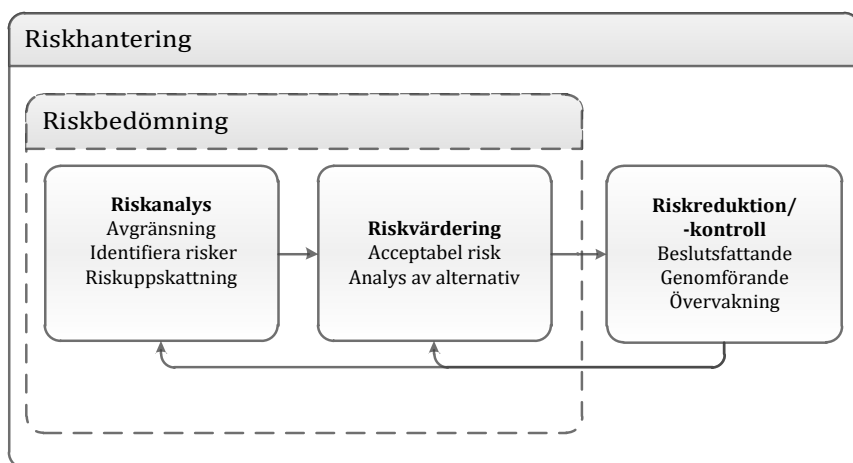 Riskhantering
Riskbedömning
Riskanalys
Avgränsning
Identifiera risker
Riskuppskattning
Riskvärdering
Acceptabel risk
Analys av alternativ
Riskreduktion/
-kontroll
Beslutsfattande
Genomförande
Övervakning